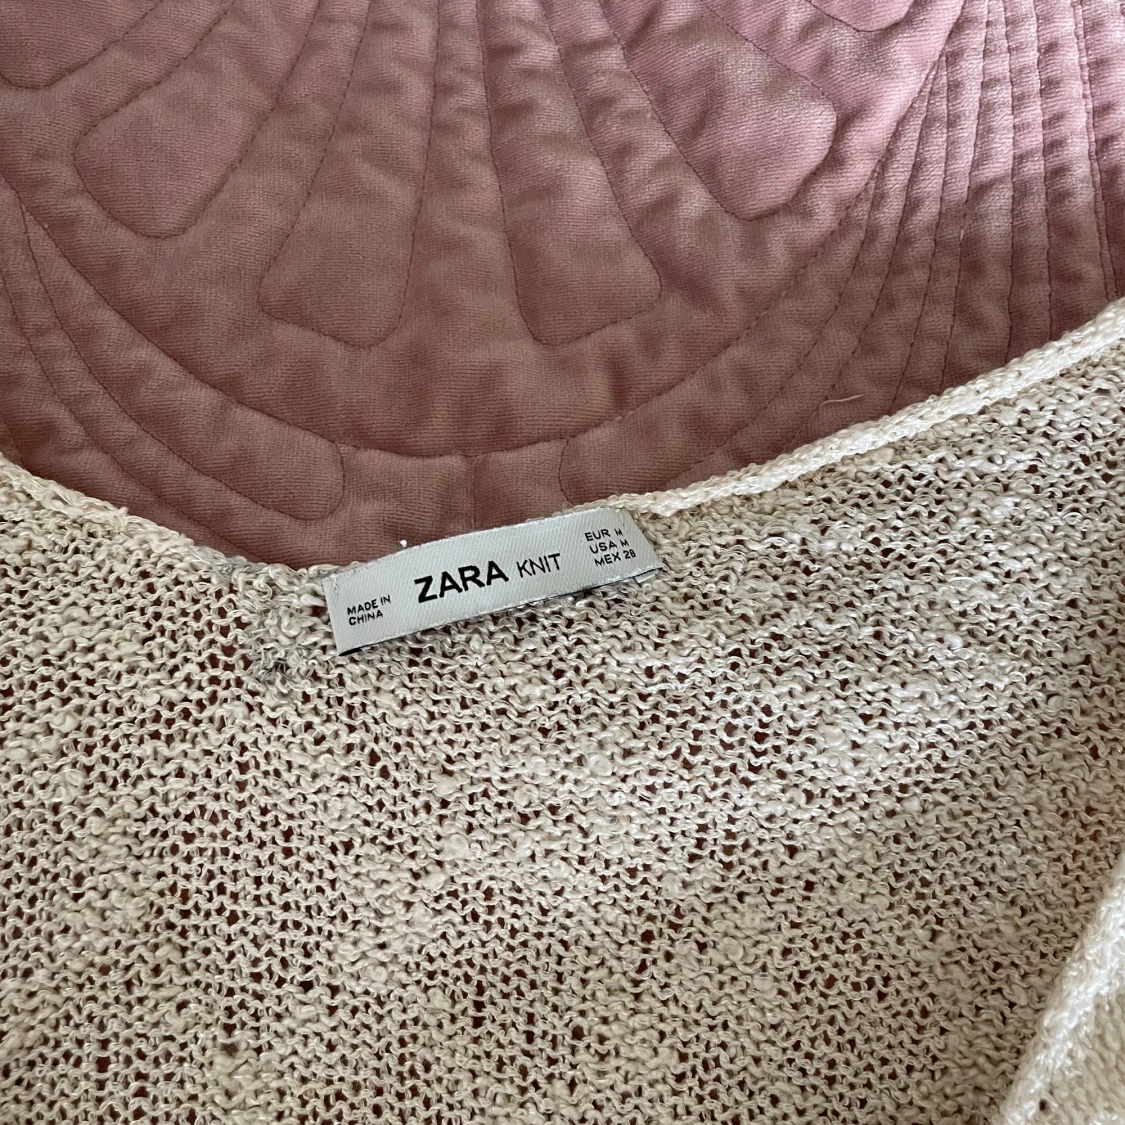 MADE IN
CHINA
ZARA KNIT
EUR M
USA M
MEX 28